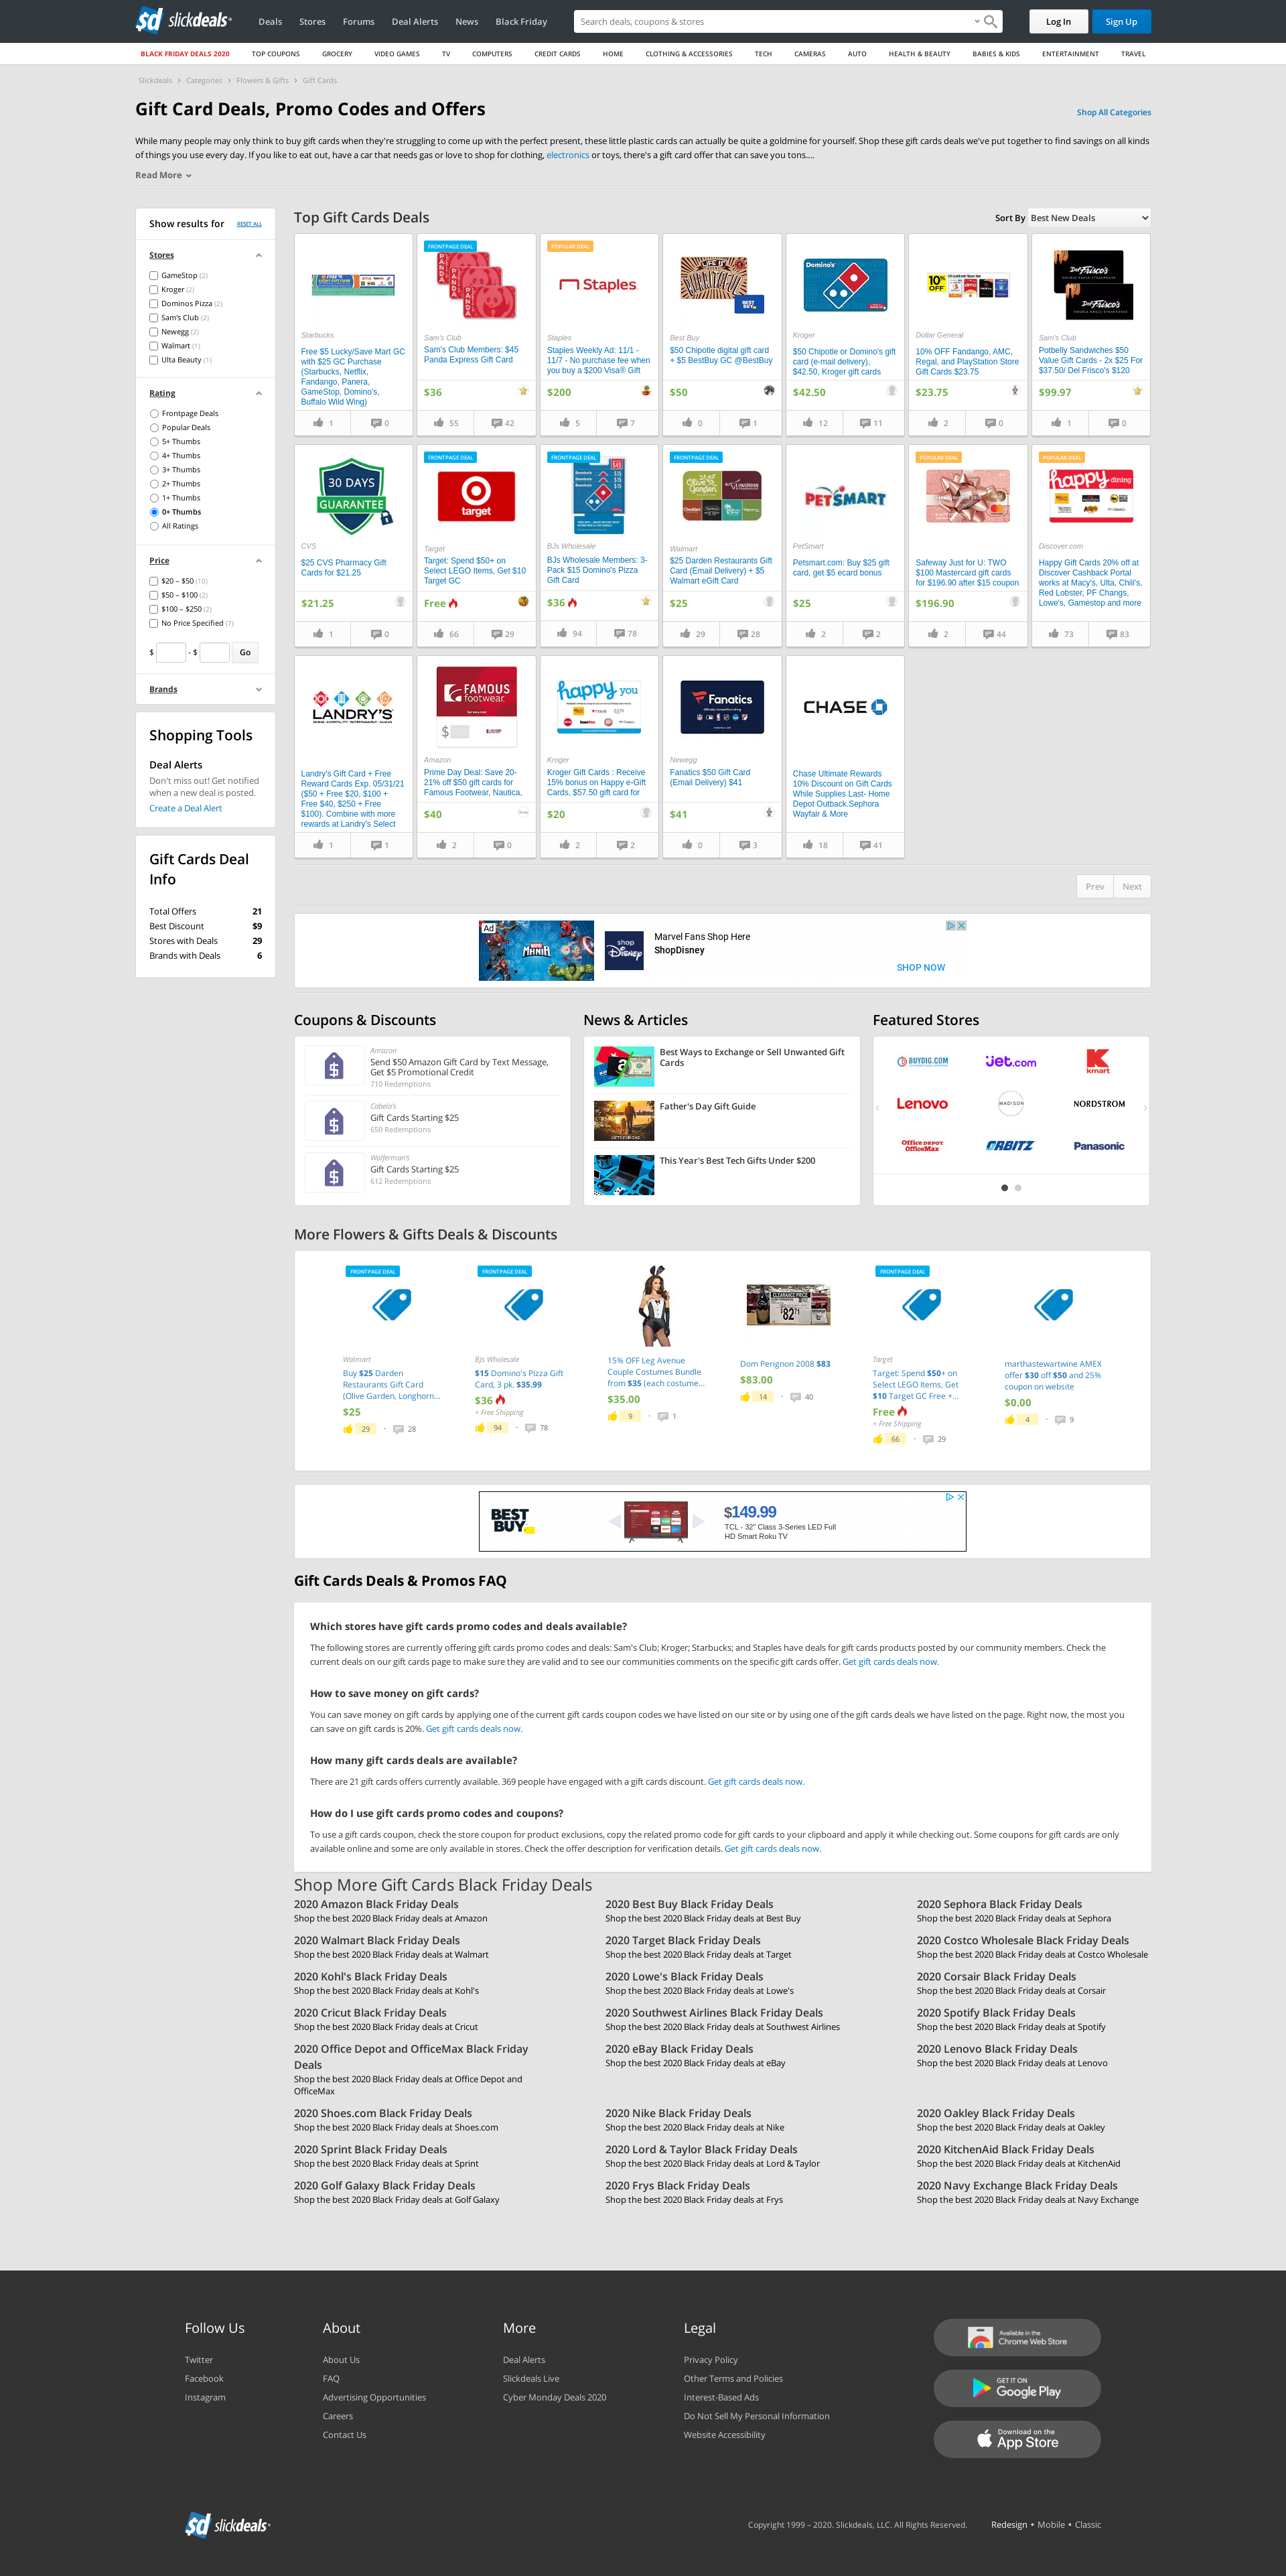 slickdeals
Deals
Stores
Forums
Deal Alerts
News
Black Friday
Search deals, coupons & stores
Log In
Sign Up
BLACK FRIDAY DEALS 2020
TOP COUPONS
GROCERY
VIDEO GAMES
TV
COMPUTERS
CREDIT CARDS
HOME
CLOTHING & ACCESSORIES
TECH
CAMERAS
AUTO
HEALTH & BEAUTY
BABIES & KIDS
ENTERTAINMENT
TRAVEL
Slickdeals > Categories > Flowers & Gifts > Gift Cards
Gift Card Deals, Promo Codes and Offers
Shop All Categories
While many people may only think to buy gift cards when they're struggling to come up with the perfect present, these little plastic cards can actually be quite a goldmine for yourself. Shop these gift cards deals we've put together to find savings on all kinds
of things you use every day. If you like to eat out, have a car that needs gas or love to shop for clothing, electronics or toys, there's a gift card offer that can save you tons....
Read More
Show results for
RESET ALL
Stores
GameStop (2)
Kroger (2)
Dominos Pizza (2)
Sam's Club (2)
Newegg (2)
Walmart (1)
Ulta Beauty (1)
Rating
Frontpage Deals
Popular Deals
5+ Thumbs
4+ Thumbs
3+ Thumbs
2+ Thumbs
1+ Thumbs
0+ Thumbs
All Ratings
Price
$20 – $50 (10)
$50 – $100 (2)
$100 – $250 (2)
No Price Specified (7)
$ - $ Go
Brands
Shopping Tools
Deal Alerts
Don't miss out! Get notified
when a new deal is posted.
Create a Deal Alert
Gift Cards Deal
Info
Total Offers 21
Best Discount $9
Stores with Deals 29
Brands with Deals 6
Top Gift Cards Deals
Sort By Best New Deals
Starbucks
Free $5 Lucky/Save Mart GC
with $25 GC Purchase
(Starbucks, Netflix,
Fandango, Panera,
GameStop, Domino's,
Buffalo Wild Wing)
1 0
FRONTPAGE DEAL
Sam's Club
Sam's Club Members: $45
Panda Express Gift Card
$36
55 42
POPULAR DEAL
Staples
Staples
Staples Weekly Ad: 11/1 -
11/7 - No purchase fee when
you buy a $200 Visa® Gift
$200
5 7
Best Buy
$50 Chipotle digital gift card
+ $5 BestBuy GC @BestBuy
$50
0 1
Domino's
Kroger
$50 Chipotle or Domino's gift
card (e-mail delivery),
$42.50, Kroger gift cards
$42.50
12 11
10% OFF
Dollar General
10% OFF Fandango, AMC,
Regal, and PlayStation Store
Gift Cards $23.75
$23.75
2 0
Del Frisco's
Del Frisco's
Sam's Club
Potbelly Sandwiches $50
Value Gift Cards - 2x $25 For
$37.50/ Del Frisco's $120
$99.97
1 0
30 DAYS
GUARANTEE
CVS
$25 CVS Pharmacy Gift
Cards for $21.25
$21.25
1 0
FRONTPAGE DEAL
target
Target
Target: Spend $50+ on
Select LEGO Items, Get $10
Target GC
Free
66 29
FRONTPAGE DEAL
BJs Wholesale
BJs Wholesale Members: 3-
Pack $15 Domino's Pizza
Gift Card
$36
94 78
FRONTPAGE DEAL
Olive Garden
Walmart
$25 Darden Restaurants Gift
Card (Email Delivery) + $5
Walmart eGift Card
$25
29 28
PETSMART
PetSmart
Petsmart.com: Buy $25 gift
card, get $5 ecard bonus
$25
2 2
POPULAR DEAL
Safeway Just for U: TWO
$100 Mastercard gift cards
for $196.90 after $15 coupon
$196.90
2 44
POPULAR DEAL
happy dining
Discover.com
Happy Gift Cards 20% off at
Discover Cashback Portal
works at Macy's, Ulta, Chili's,
Red Lobster, PF Changs,
Lowe's, Gamestop and more
73 83
LANDRY'S
Landry's Gift Card + Free
Reward Cards Exp. 05/31/21
($50 + Free $20, $100 +
Free $40, $250 + Free
$100). Combine with more
rewards at Landry's Select
1 1
FAMOUS
footwear
Amazon
Prime Day Deal: Save 20-
21% off $50 gift cards for
Famous Footwear, Nautica,
$40
2 0
happy you
Kroger
Kroger Gift Cards : Receive
15% bonus on Happy e-Gift
Cards, $57.50 gift card for
$20
2 2
Fanatics
Newegg
Fanatics $50 Gift Card
(Email Delivery) $41
$41
0 3
CHASE
Chase Ultimate Rewards
10% Discount on Gift Cards
While Supplies Last- Home
Depot Outback.Sephora
Wayfair & More
18 41
Prev Next
Ad
MARVEL MANIA
shop Disney
Marvel Fans Shop Here
ShopDisney
SHOP NOW
Coupons & Discounts
Amazon
Send $50 Amazon Gift Card by Text Message,
Get $5 Promotional Credit
710 Redemptions
Cabela's
Gift Cards Starting $25
650 Redemptions
Wolferman's
Gift Cards Starting $25
612 Redemptions
News & Articles
Best Ways to Exchange or Sell Unwanted Gift
Cards
GIFTS FOR DAD
Father's Day Gift Guide
This Year's Best Tech Gifts Under $200
Featured Stores
BUYDIG.COM
jet.com
kmart
Lenovo
MADISON
NORDSTROM
Office DEPOT
OfficeMax
ORBITZ
Panasonic
More Flowers & Gifts Deals & Discounts
FRONTPAGE DEAL
Walmart
Buy $25 Darden
Restaurants Gift Card
(Olive Garden, Longhorn...
$25
29 · 28
FRONTPAGE DEAL
BJs Wholesale
$15 Domino's Pizza Gift
Card, 3 pk. $35.99
$36
+ Free Shipping
94 · 78
15% OFF Leg Avenue
Couple Costumes Bundle
from $35 (each costume...
$35.00
9 · 1
CLEARANCE PRICE
82.71
Dom Perignon 2008 $83
$83.00
14 · 40
FRONTPAGE DEAL
Target
Target: Spend $50+ on
Select LEGO Items, Get
$10 Target GC Free +...
Free
+ Free Shipping
66 · 29
marthastewartwine AMEX
offer $30 off $50 and 25%
coupon on website
$0.00
4 · 9
BEST BUY
$149.99
TCL - 32" Class 3-Series LED Full
HD Smart Roku TV
Gift Cards Deals & Promos FAQ
Which stores have gift cards promo codes and deals available?
The following stores are currently offering gift cards promo codes and deals: Sam's Club; Kroger; Starbucks; and Staples have deals for gift cards products posted by our community members. Check the
current deals on our gift cards page to make sure they are valid and to see our communities comments on the specific gift cards offer. Get gift cards deals now.
How to save money on gift cards?
You can save money on gift cards by applying one of the current gift cards coupon codes we have listed on our site or by using one of the gift cards deals we have listed on the page. Right now, the most you
can save on gift cards is 20%. Get gift cards deals now.
How many gift cards deals are available?
There are 21 gift cards offers currently available. 369 people have engaged with a gift cards discount. Get gift cards deals now.
How do I use gift cards promo codes and coupons?
To use a gift cards coupon, check the store coupon for product exclusions, copy the related promo code for gift cards to your clipboard and apply it while checking out. Some coupons for gift cards are only
available online and some are only available in stores. Check the offer description for verification details. Get gift cards deals now.
Shop More Gift Cards Black Friday Deals
2020 Amazon Black Friday Deals
Shop the best 2020 Black Friday deals at Amazon
2020 Best Buy Black Friday Deals
Shop the best 2020 Black Friday deals at Best Buy
2020 Sephora Black Friday Deals
Shop the best 2020 Black Friday deals at Sephora
2020 Walmart Black Friday Deals
Shop the best 2020 Black Friday deals at Walmart
2020 Target Black Friday Deals
Shop the best 2020 Black Friday deals at Target
2020 Costco Wholesale Black Friday Deals
Shop the best 2020 Black Friday deals at Costco Wholesale
2020 Kohl's Black Friday Deals
Shop the best 2020 Black Friday deals at Kohl's
2020 Lowe's Black Friday Deals
Shop the best 2020 Black Friday deals at Lowe's
2020 Corsair Black Friday Deals
Shop the best 2020 Black Friday deals at Corsair
2020 Cricut Black Friday Deals
Shop the best 2020 Black Friday deals at Cricut
2020 Southwest Airlines Black Friday Deals
Shop the best 2020 Black Friday deals at Southwest Airlines
2020 Spotify Black Friday Deals
Shop the best 2020 Black Friday deals at Spotify
2020 Office Depot and OfficeMax Black Friday
Deals
Shop the best 2020 Black Friday deals at Office Depot and
OfficeMax
2020 eBay Black Friday Deals
Shop the best 2020 Black Friday deals at eBay
2020 Lenovo Black Friday Deals
Shop the best 2020 Black Friday deals at Lenovo
2020 Shoes.com Black Friday Deals
Shop the best 2020 Black Friday deals at Shoes.com
2020 Nike Black Friday Deals
Shop the best 2020 Black Friday deals at Nike
2020 Oakley Black Friday Deals
Shop the best 2020 Black Friday deals at Oakley
2020 Sprint Black Friday Deals
Shop the best 2020 Black Friday deals at Sprint
2020 Lord & Taylor Black Friday Deals
Shop the best 2020 Black Friday deals at Lord & Taylor
2020 KitchenAid Black Friday Deals
Shop the best 2020 Black Friday deals at KitchenAid
2020 Golf Galaxy Black Friday Deals
Shop the best 2020 Black Friday deals at Golf Galaxy
2020 Frys Black Friday Deals
Shop the best 2020 Black Friday deals at Frys
2020 Navy Exchange Black Friday Deals
Shop the best 2020 Black Friday deals at Navy Exchange
Follow Us
Twitter
Facebook
Instagram
About
About Us
FAQ
Advertising Opportunities
Careers
Contact Us
More
Deal Alerts
Slickdeals Live
Cyber Monday Deals 2020
Legal
Privacy Policy
Other Terms and Policies
Interest-Based Ads
Do Not Sell My Personal Information
Website Accessibility
Available in the
Chrome Web Store
GET IT ON
Google Play
Download on the
App Store
slickdeals
Copyright 1999 – 2020. Slickdeals, LLC. All Rights Reserved.
Redesign • Mobile • Classic